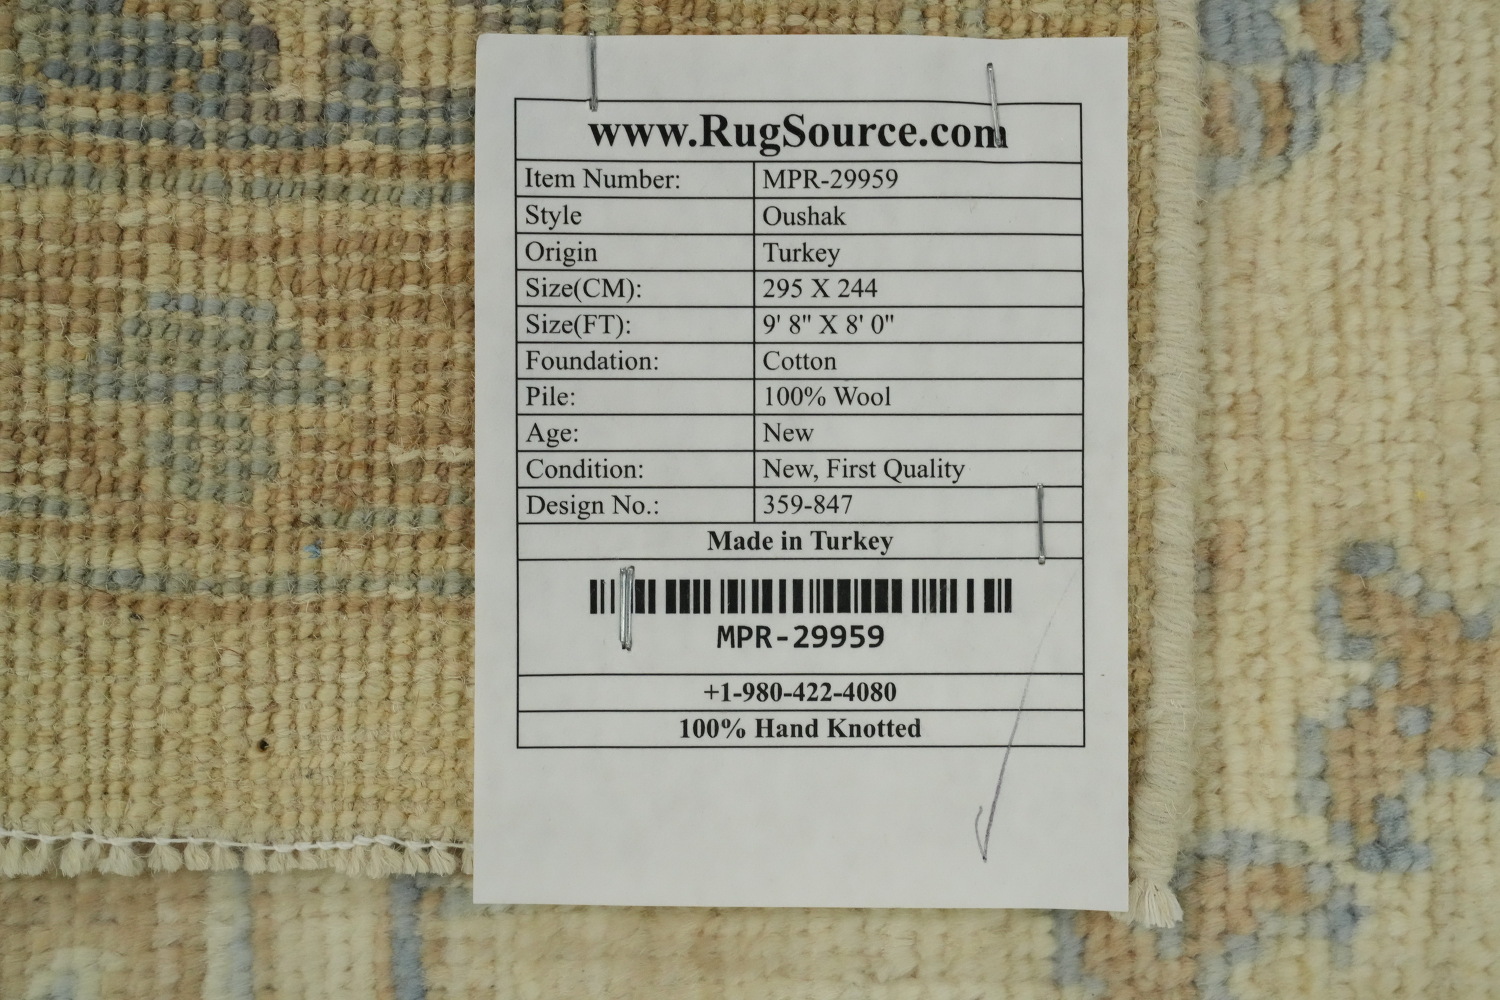 www.RugSource.com
Item Number: MPR-29959
Style Oushak
Origin Turkey
Size(CM): 295 X 244
Size(FT): 9' 8" X 8' 0"
Foundation: Cotton
Pile: 100% Wool
Age: New
Condition: New, First Quality
Design No.: 359-847
Made in Turkey
MPR-29959
+1-980-422-4080
100% Hand Knotted